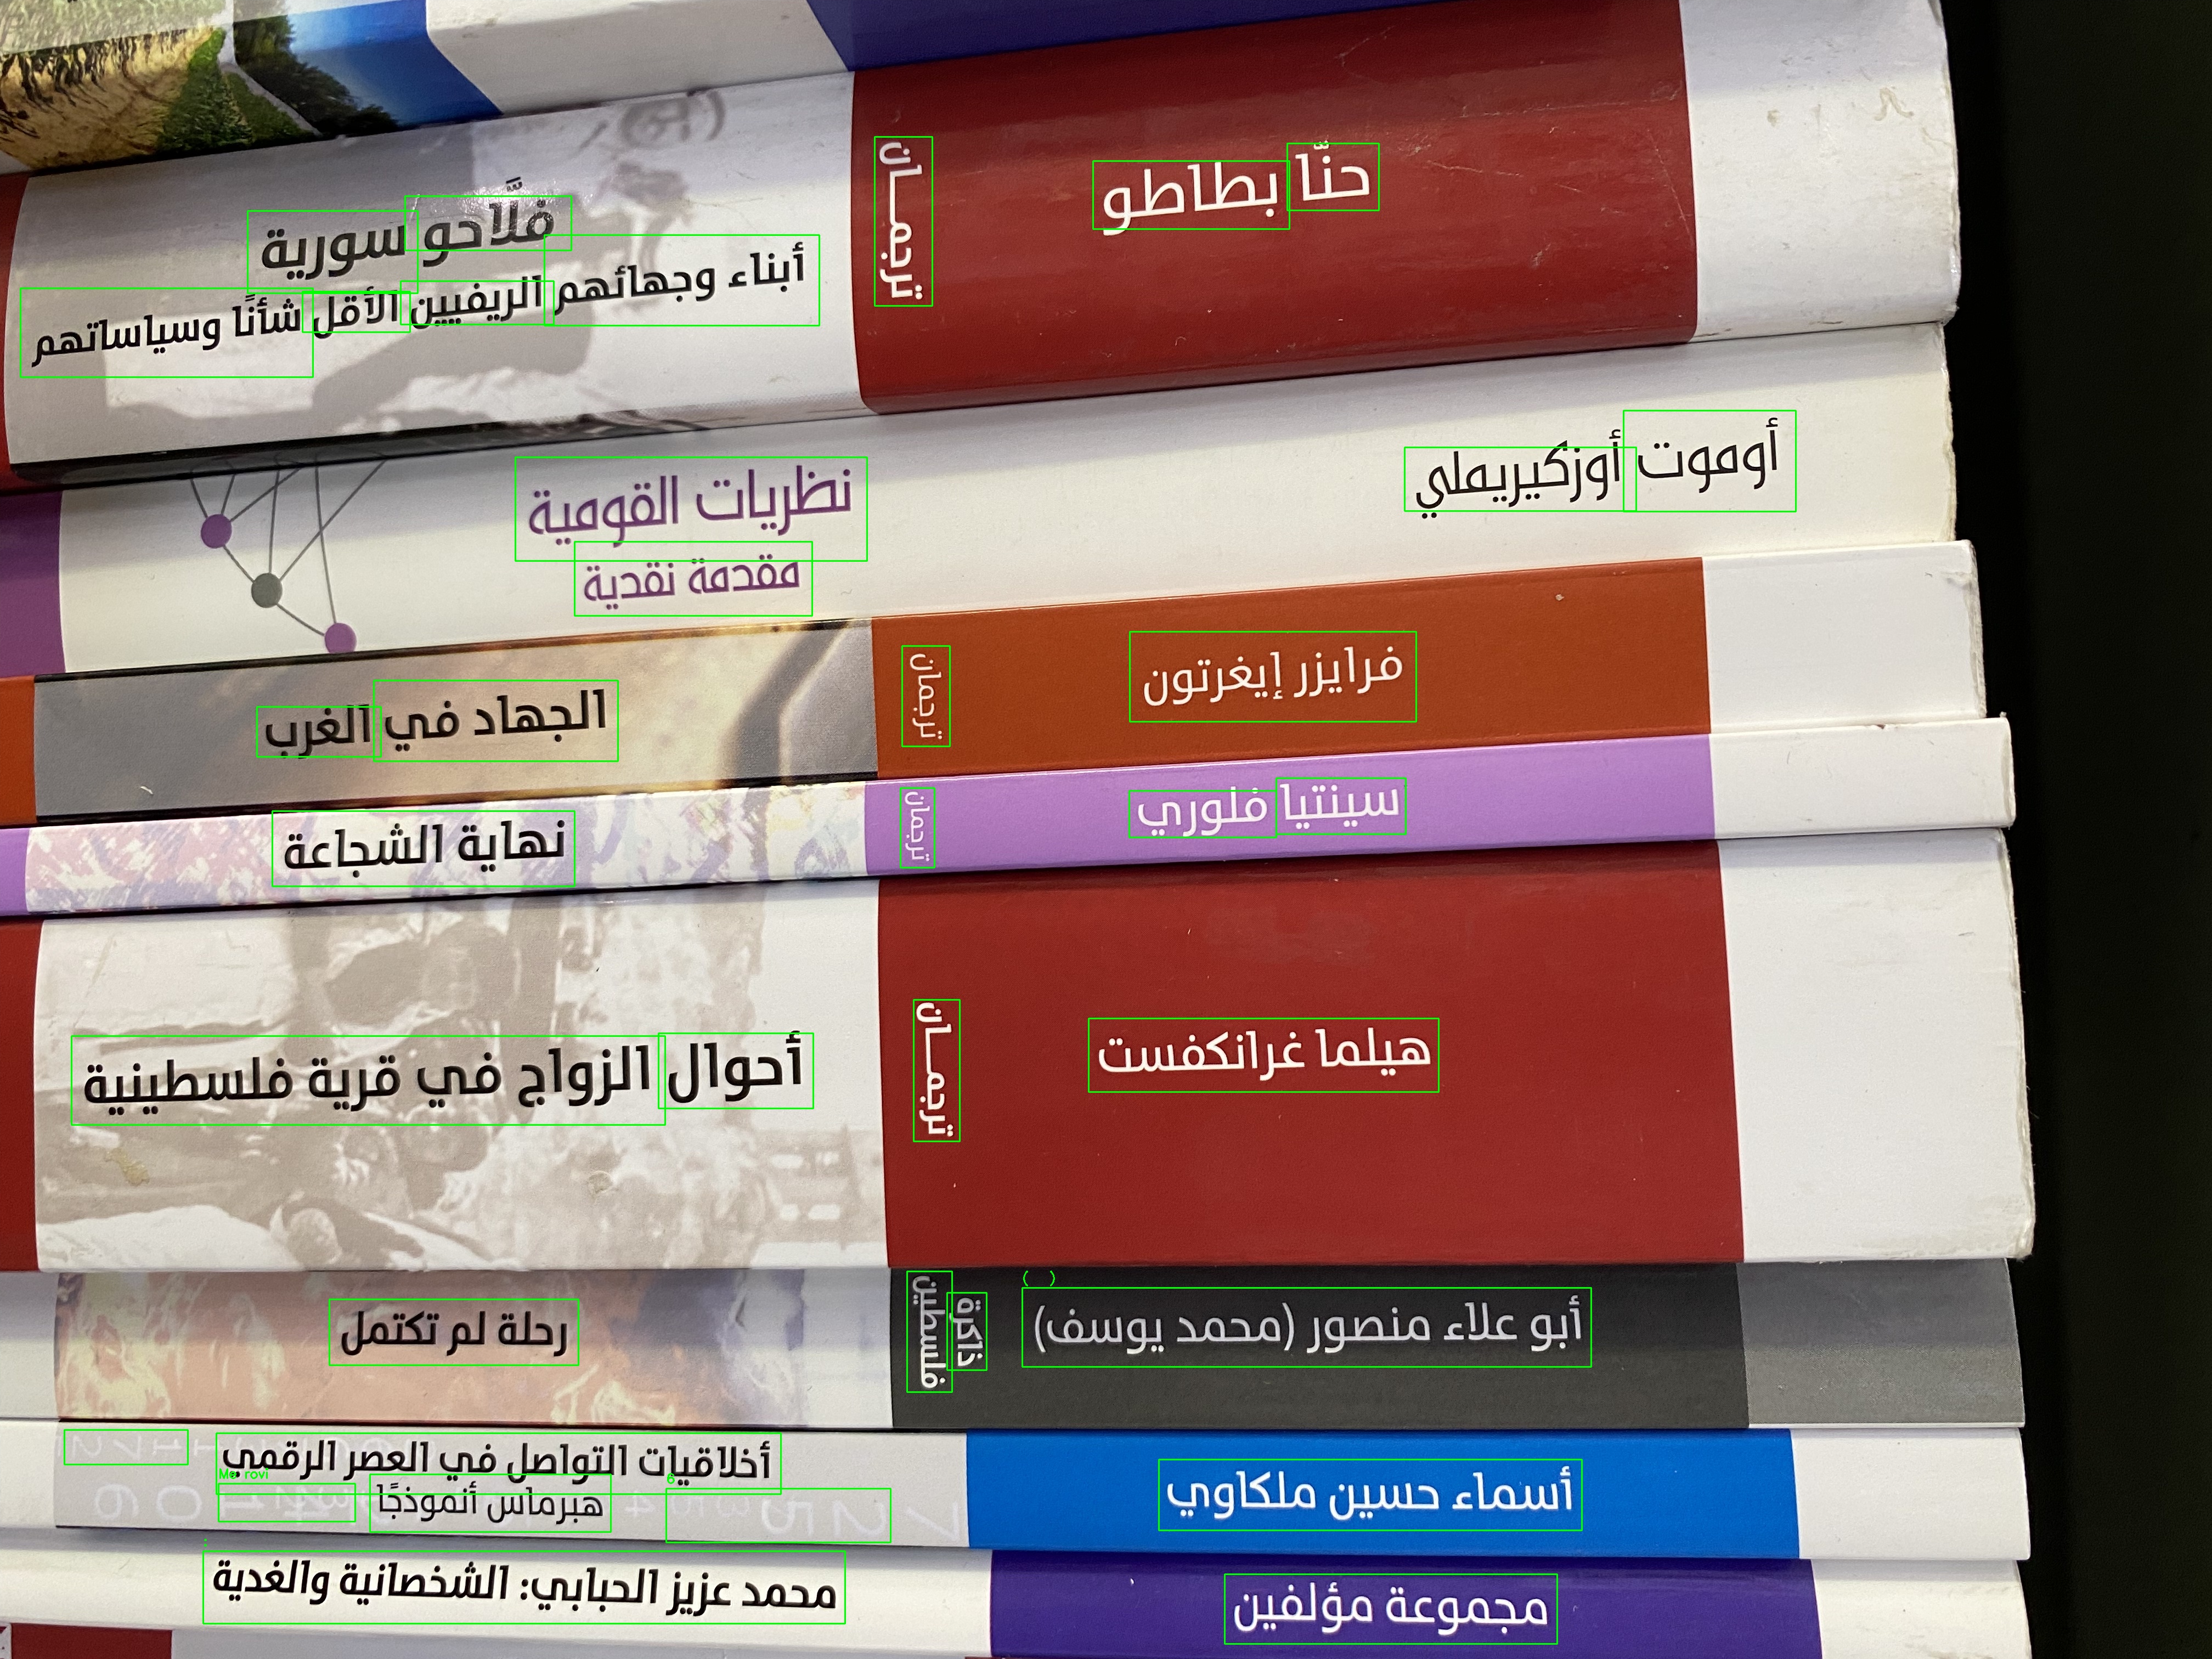 حنّا بطاطو
ترجمــان
فلَّاحو سورية
أبناء وجهائهم الريفيين الأقل شأنًا وسياساتهم
أوموت أوزكيريملي
نظريات القومية
مقدمة نقدية
فرايزر إيغرتون
ترجمان
الجهاد في الغرب
سينتيا فلوري
ترجمان
نهاية الشجاعة
هيلما غرانكفست
ترجمــان
أحوال الزواج في قرية فلسطينية
أبو علاء منصور (محمد يوسف)
ذاكرة
فلسطين
رحلة لم تكتمل
أسماء حسين ملكاوي
أخلاقيات التواصل في العصر الرقمي
هبرماس أنموذجًا
مجموعة مؤلفين
محمد عزيز الحبابي: الشخصانية والغدية